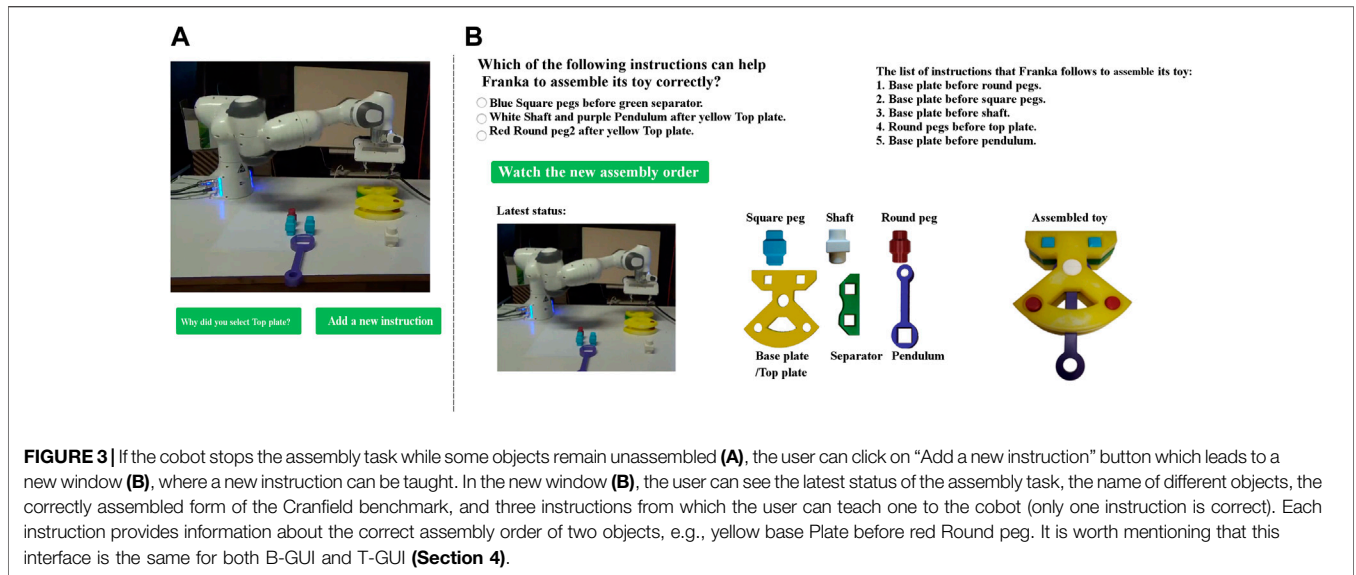 A
B
Which of the following instructions can help
Franka to assemble its toy correctly?
Blue Square pegs before green separator.
White Shaft and purple Pendulum after yellow Top plate.
Red Round peg2 after yellow Top plate.
Watch the new assembly order
The list of instructions that Franka follows to assemble its toy:
1. Base plate before round pegs.
2. Base plate before square pegs.
3. Base plate before shaft.
4. Round pegs before top plate.
5. Base plate before pendulum.
Why did you select Top plate?
Add a new instruction
Latest status:
Square peg
Shaft
Round peg
Assembled toy
Base plate
/Top plate
Separator
Pendulum
FIGURE 3 | If the cobot stops the assembly task while some objects remain unassembled (A), the user can click on “Add a new instruction” button which leads to a
new window (B), where a new instruction can be taught. In the new window (B), the user can see the latest status of the assembly task, the name of different objects, the
correctly assembled form of the Cranfield benchmark, and three instructions from which the user can teach one to the cobot (only one instruction is correct). Each
instruction provides information about the correct assembly order of two objects, e.g., yellow base Plate before red Round peg. It is worth mentioning that this
interface is the same for both B-GUI and T-GUI (Section 4).